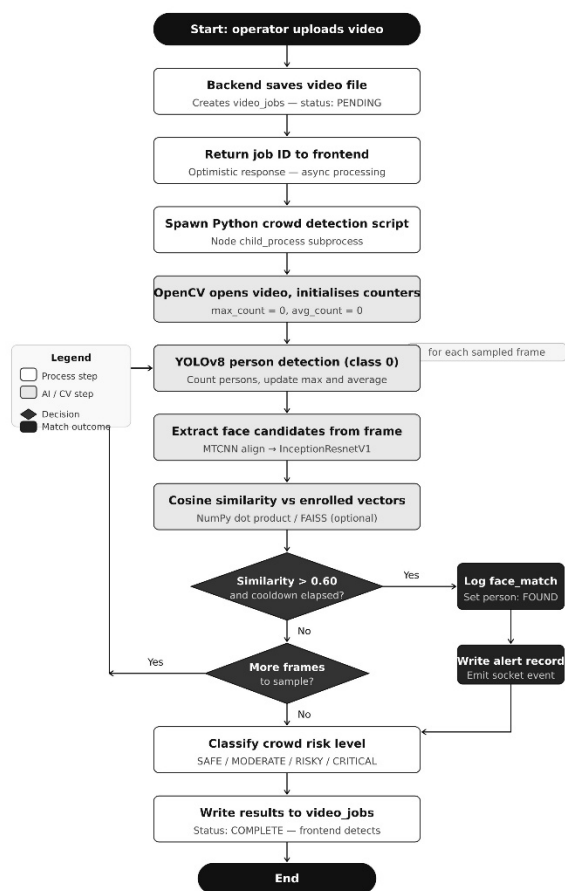 Start: operator uploads video
Backend saves video file
Creates video_jobs — status: PENDING
Return job ID to frontend
Optimistic response — async processing
Spawn Python crowd detection script
Node child_process subprocess
OpenCV opens video, initialises counters
max_count = 0, avg_count = 0
Legend
Process step
AI / CV step
Decision
Match outcome
YOLOv8 person detection (class 0)
Count persons, update max and average
for each sampled frame
Extract face candidates from frame
MTCNN align → InceptionResnetV1
Cosine similarity vs enrolled vectors
NumPy dot product / FAISS (optional)
Similarity > 0.60
and cooldown elapsed?
Yes
Log face_match
Set person: FOUND
No
Write alert record
Emit socket event
Yes
More frames
to sample?
No
Classify crowd risk level
SAFE / MODERATE / RISKY / CRITICAL
Write results to video_jobs
Status: COMPLETE — frontend detects
End